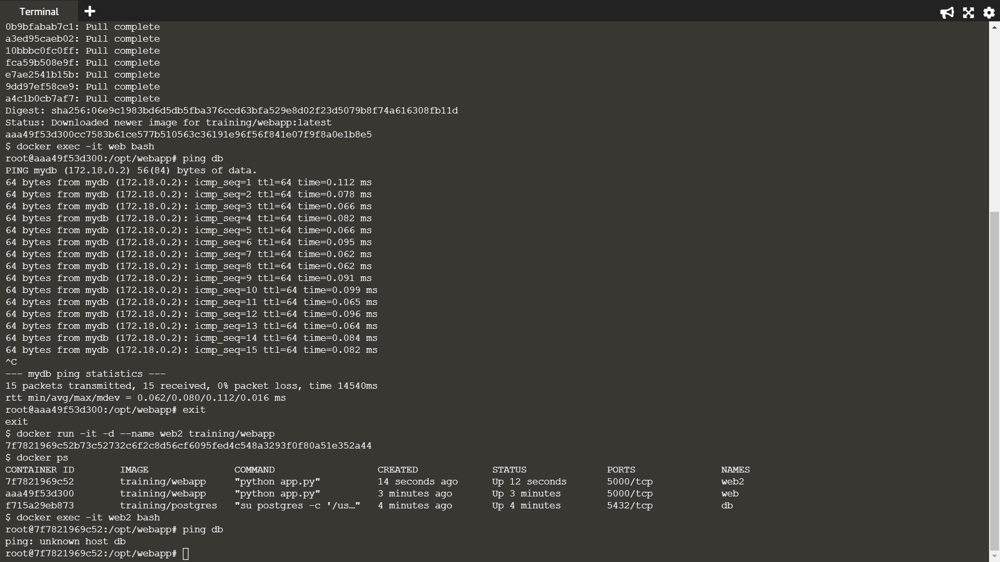 Terminal
0b9bfabab7c1: Pull complete
a3ed95caeb02: Pull complete
10bbbc0fc0ff: Pull complete
fca59b508e9f: Pull complete
e7ae2541b15b: Pull complete
9dd97ef58ce9: Pull complete
a4c1b0cb7af7: Pull complete
Digest: sha256:06e9c1983bd6d5db5fba376ccd63bfa529e8d02f23d5079b8f74a616308fb11d
Status: Downloaded newer image for training/webapp:latest
aaa49f53d300cc7583b61ce577b510563c36191e96f56f841e07f9f8a0e1b8e5
$ docker exec -it web bash
root@aaa49f53d300:/opt/webapp# ping db
PING mydb (172.18.0.2) 56(84) bytes of data.
64 bytes from mydb (172.18.0.2): icmp_seq=1 ttl=64 time=0.112 ms
64 bytes from mydb (172.18.0.2): icmp_seq=2 ttl=64 time=0.078 ms
64 bytes from mydb (172.18.0.2): icmp_seq=3 ttl=64 time=0.066 ms
64 bytes from mydb (172.18.0.2): icmp_seq=4 ttl=64 time=0.082 ms
64 bytes from mydb (172.18.0.2): icmp_seq=5 ttl=64 time=0.066 ms
64 bytes from mydb (172.18.0.2): icmp_seq=6 ttl=64 time=0.095 ms
64 bytes from mydb (172.18.0.2): icmp_seq=7 ttl=64 time=0.062 ms
64 bytes from mydb (172.18.0.2): icmp_seq=8 ttl=64 time=0.062 ms
64 bytes from mydb (172.18.0.2): icmp_seq=9 ttl=64 time=0.091 ms
64 bytes from mydb (172.18.0.2): icmp_seq=10 ttl=64 time=0.099 ms
64 bytes from mydb (172.18.0.2): icmp_seq=11 ttl=64 time=0.065 ms
64 bytes from mydb (172.18.0.2): icmp_seq=12 ttl=64 time=0.096 ms
64 bytes from mydb (172.18.0.2): icmp_seq=13 ttl=64 time=0.064 ms
64 bytes from mydb (172.18.0.2): icmp_seq=14 ttl=64 time=0.084 ms
64 bytes from mydb (172.18.0.2): icmp_seq=15 ttl=64 time=0.082 ms
^C
--- mydb ping statistics ---
15 packets transmitted, 15 received, 0% packet loss, time 14540ms
rtt min/avg/max/mdev = 0.062/0.080/0.112/0.016 ms
root@aaa49f53d300:/opt/webapp# exit
exit
$ docker run -it -d --name web2 training/webapp
7f7821969c52b73c52732c6f2c8d56cf6095fed4c548a3293f0f80a51e352a44
$ docker ps
CONTAINER ID        IMAGE               COMMAND                  CREATED             STATUS              PORTS               NAMES
7f7821969c52        training/webapp     "python app.py"          14 seconds ago      Up 12 seconds       5000/tcp            web2
aaa49f53d300        training/webapp     "python app.py"          3 minutes ago       Up 3 minutes        5000/tcp            web
f715a29eb873        training/postgres   "su postgres -c '/us…"   4 minutes ago       Up 4 minutes        5432/tcp            db
$ docker exec -it web2 bash
root@7f7821969c52:/opt/webapp# ping db
ping: unknown host db
root@7f7821969c52:/opt/webapp#